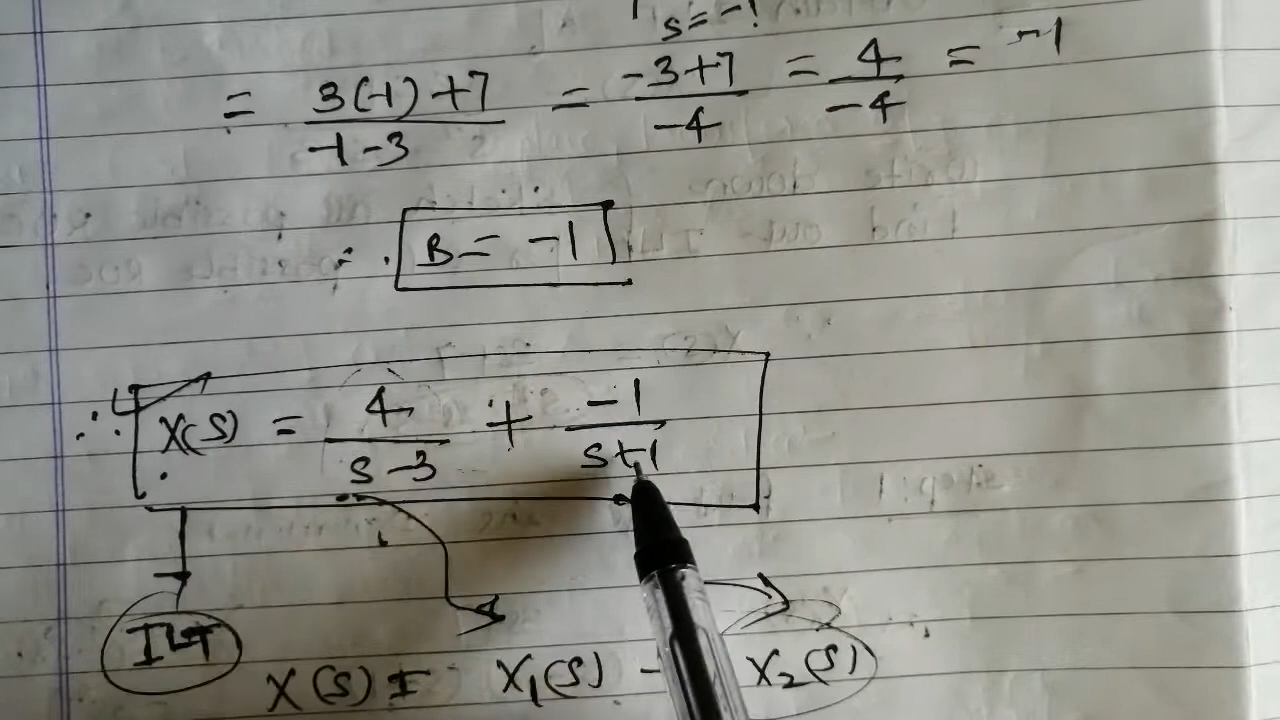 s=-1
= 3(-1)+7 / -1-3 = -3+7 / -4 = 4 / -4 = -1
∴ B = -1
∴ X(S) = 4 / s-3 + -1 / s+1
ILT
X(S) = X₁(S) - X₂(S)